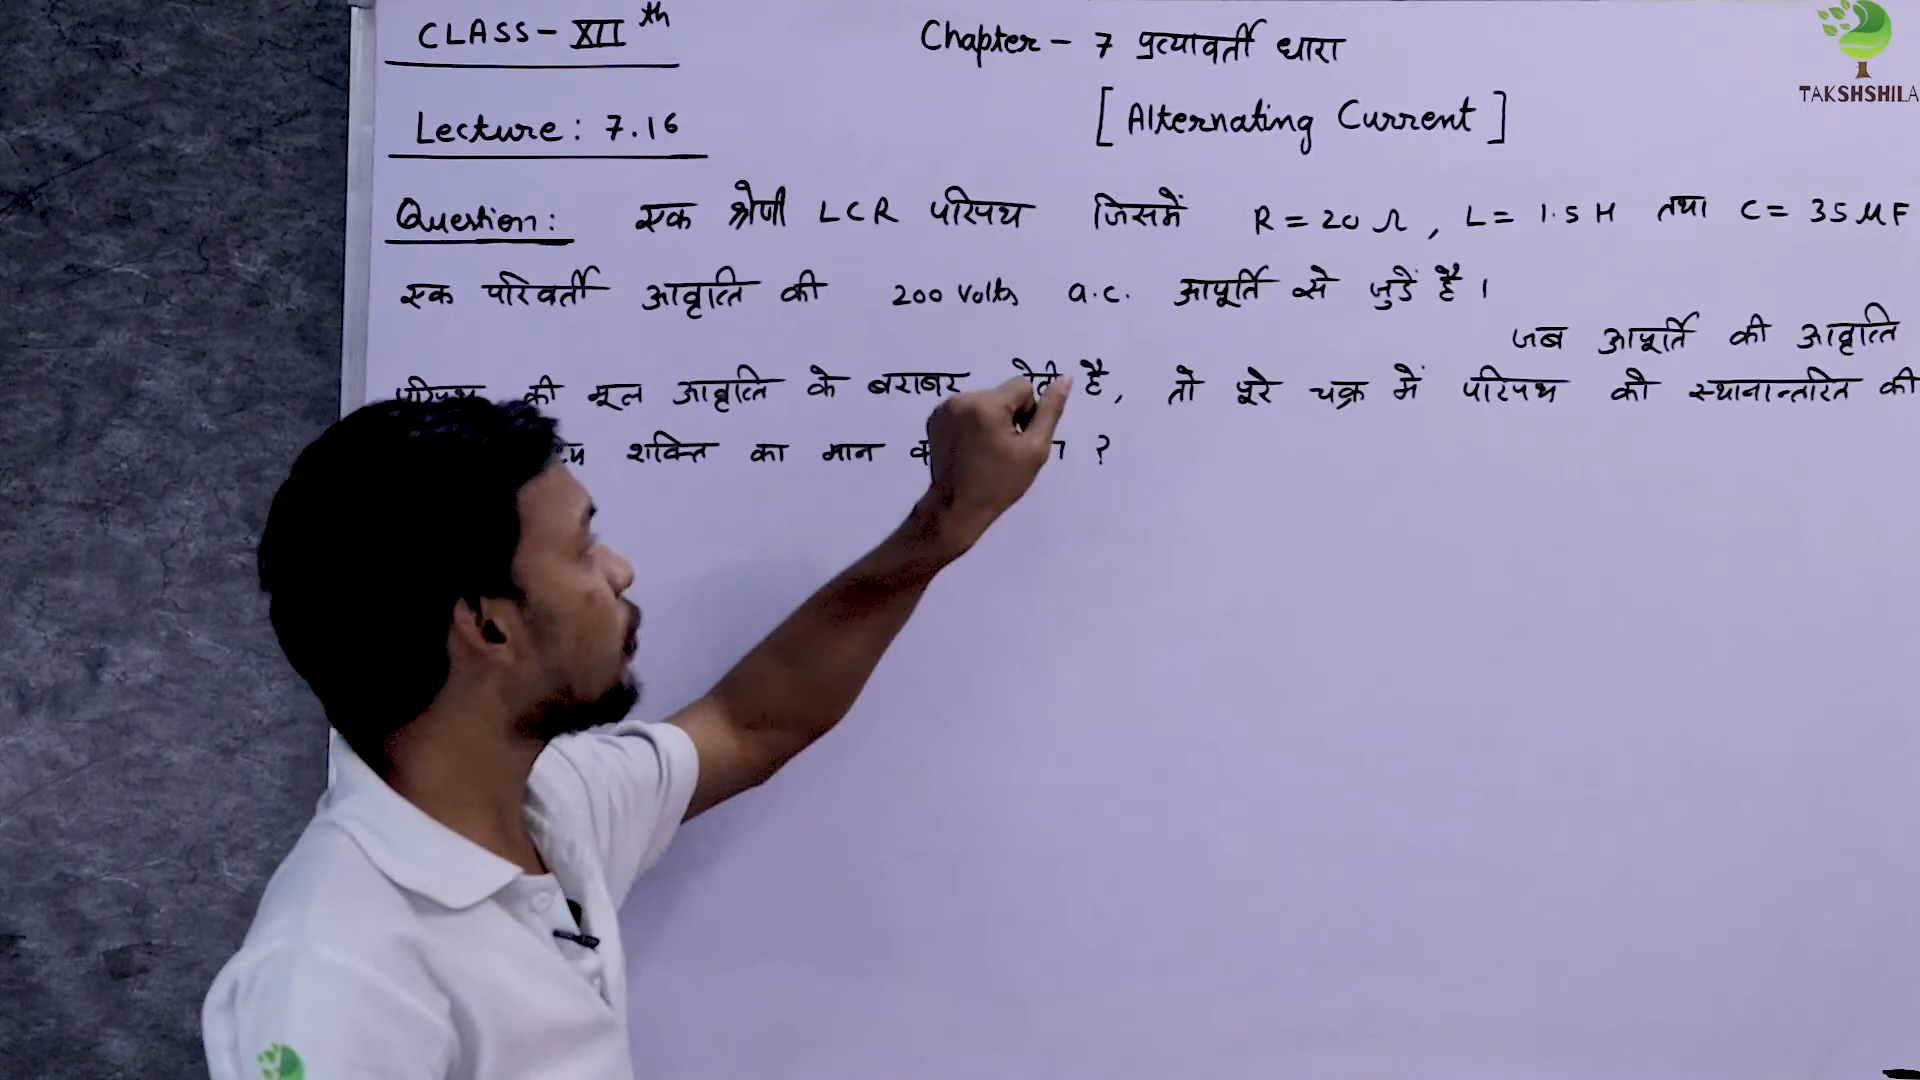 CLASS - XII th
Chapter - 7 प्रत्यावर्ती धारा
[ Alternating Current ]
TAKSHSHILA
Lecture : 7.16
Question : एक श्रेणी LCR परिपथ जिसमें R = 20 Ω , L = 1.5 H तथा C = 35 μF
एक परिवर्ती आवृत्ति की 200 Volts a.c. आपूर्ति से जुड़े है ।
जब आपूर्ति की आवृत्ति
परिपथ की मूल आवृत्ति के बराबर होती है, तो पूरे चक्र में परिपथ को स्थानान्तरित की
शक्ति का मान ?